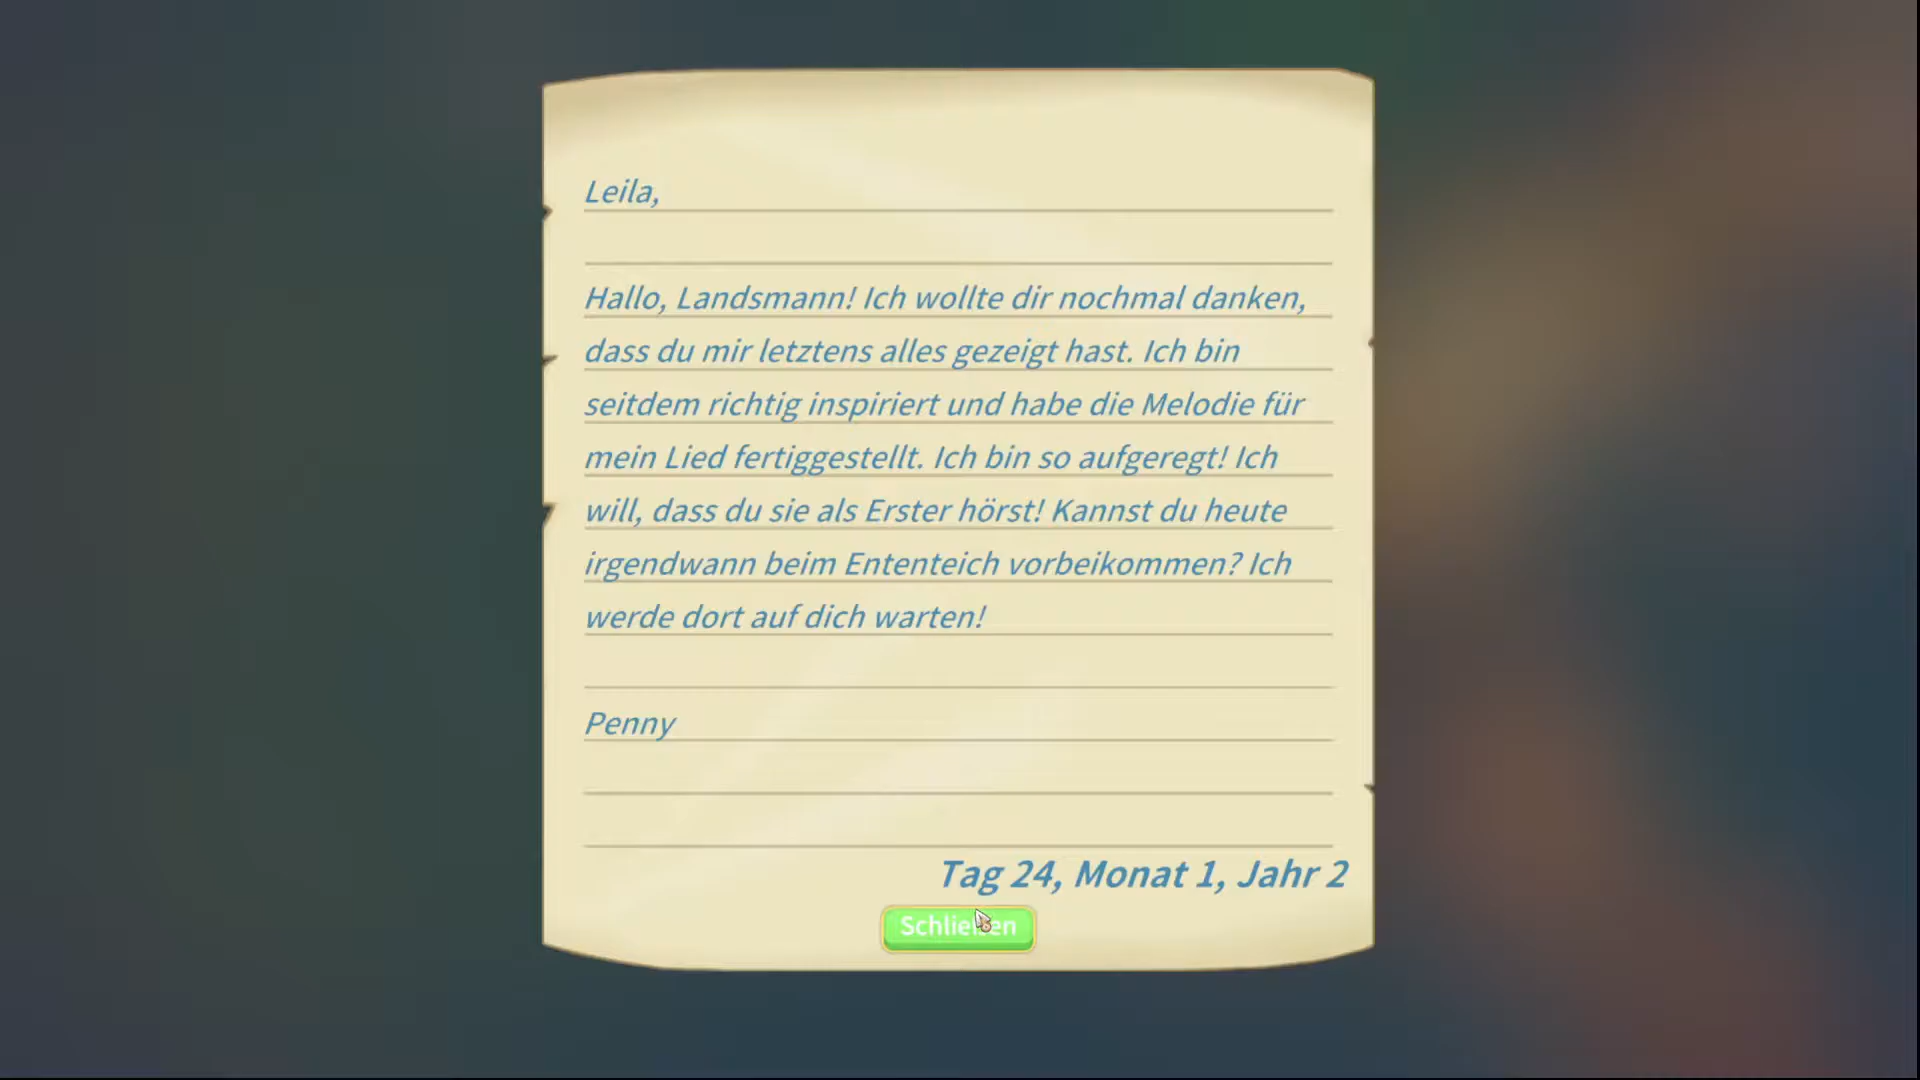 Leila,
Hallo, Landsmann! Ich wollte dir nochmal danken,
dass du mir letztens alles gezeigt hast. Ich bin
seitdem richtig inspiriert und habe die Melodie für
mein Lied fertiggestellt. Ich bin so aufgeregt! Ich
will, dass du sie als Erster hörst! Kannst du heute
irgendwann beim Ententeich vorbeikommen? Ich
werde dort auf dich warten!
Penny
Tag 24, Monat 1, Jahr 2
Schließen